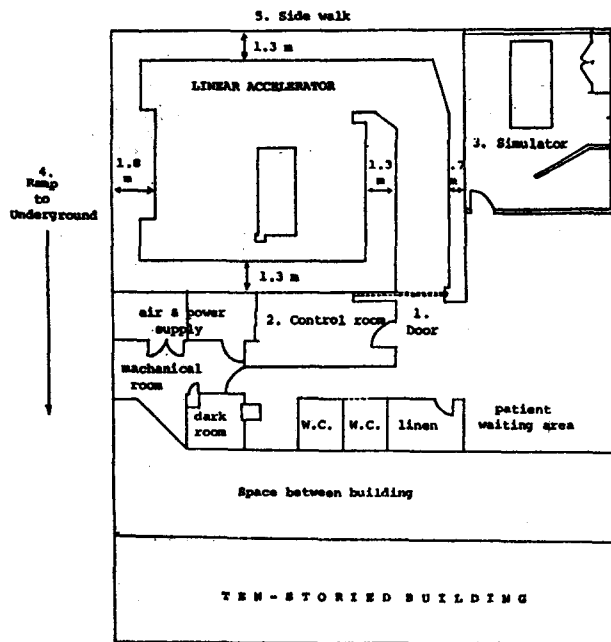 5. Side walk
1.3 m
LINEAR ACCELERATOR
3. Simulator
1.8
m
1.3
m
.7
m
4.
Ramp
to
Underground
1.3 m
air & power
supply
2. Control room
1.
Door
machanical
room
dark
room
W.C.
W.C.
linen
patient
waiting area
Space between building
TEN-STORIED BUILDING